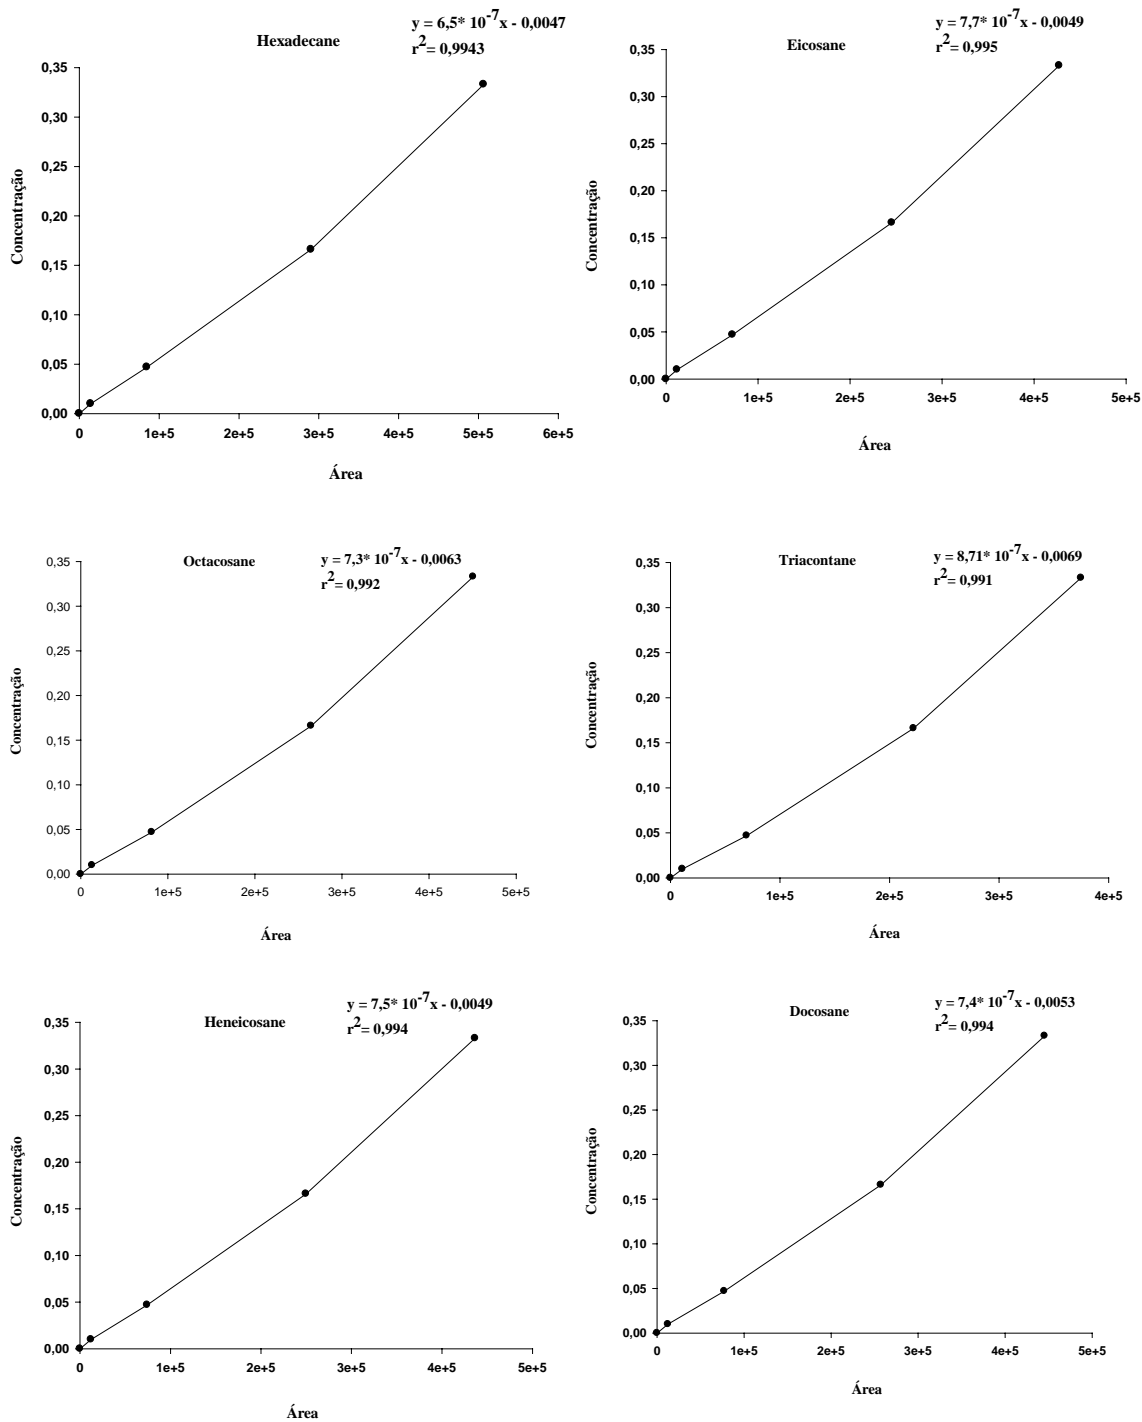 Hexadecane
y = 6,5* 10-7x - 0,0047
r2= 0,9943
0,35
0,30
0,25
0,20
0,15
0,10
0,05
0,00
Concentração
0 1e+5 2e+5 3e+5 4e+5 5e+5 6e+5
Área
Eicosane
y = 7,7* 10-7x - 0,0049
r2= 0,995
0,35
0,30
0,25
0,20
0,15
0,10
0,05
0,00
Concentração
0 1e+5 2e+5 3e+5 4e+5 5e+5
Área
Octacosane
y = 7,3* 10-7x - 0,0063
r2= 0,992
0,35
0,30
0,25
0,20
0,15
0,10
0,05
0,00
Concentração
0 1e+5 2e+5 3e+5 4e+5 5e+5
Área
Triacontane
y = 8,71* 10-7x - 0,0069
r2= 0,991
0,35
0,30
0,25
0,20
0,15
0,10
0,05
0,00
Concentração
0 1e+5 2e+5 3e+5 4e+5
Área
Heneicosane
y = 7,5* 10-7x - 0,0049
r2= 0,994
0,35
0,30
0,25
0,20
0,15
0,10
0,05
0,00
Concentração
0 1e+5 2e+5 3e+5 4e+5 5e+5
Área
Docosane
y = 7,4* 10-7x - 0,0053
r2= 0,994
0,35
0,30
0,25
0,20
0,15
0,10
0,05
0,00
Concentração
0 1e+5 2e+5 3e+5 4e+5 5e+5
Área